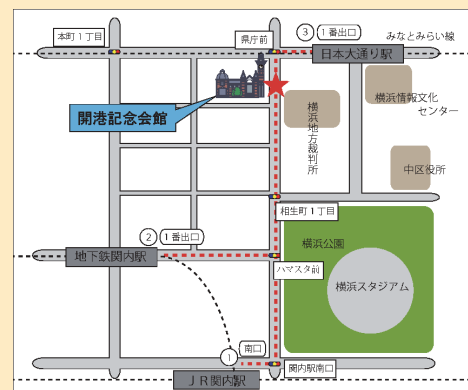 本町1丁目
県庁前
③ 1番出口
みなとみらい線
日本大通り駅
開港記念会館
横浜地方裁判所
横浜情報文化
センター
中区役所
相生町1丁目
② 1番出口
地下鉄関内駅
横浜公園
ハマスタ前
横浜スタジアム
① 南口
関内駅南口
JR関内駅